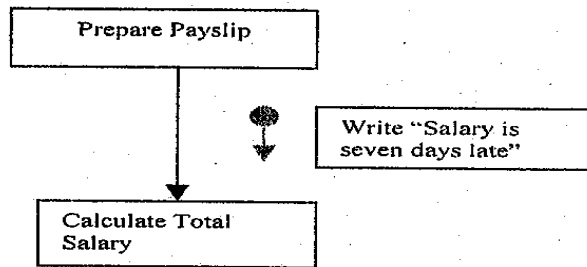 Prepare Payslip
Write “Salary is
seven days late”
Calculate Total
Salary